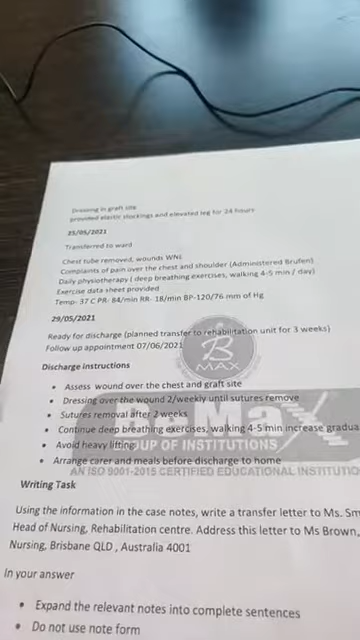 Dressing in graft site
provided elastic stockings and elevated leg for 24 hours
25/05/2021
Transferred to ward
Chest tube removed, wounds WNL
Complaints of pain over the chest and shoulder (Administered Brufen)
Daily physiotherapy ( deep breathing exercises, walking 4-5 min / day)
Exercise data sheet provided
Temp- 37 C PR- 84/min RR- 18/min BP-120/76 mm of Hg
29/05/2021
Ready for discharge (planned transfer to rehabilitation unit for 3 weeks)
Follow up appointment 07/06/2021
B
MAX
Discharge instructions
• Assess wound over the chest and graft site
• Dressing over the wound 2/weekly until sutures remove
• Sutures removal after 2 weeks
• Continue deep breathing exercises, walking 4-5 min increase gradua
• Avoid heavy lifting
GROUP OF INSTITUTIONS
• Arrange carer and meals before discharge to home
AN ISO 9001-2015 CERTIFIED EDUCATIONAL INSTITUTIO
Writing Task
Using the information in the case notes, write a transfer letter to Ms. Sm
Head of Nursing, Rehabilitation centre. Address this letter to Ms Brown,
Nursing, Brisbane QLD , Australia 4001
In your answer
• Expand the relevant notes into complete sentences
• Do not use note form